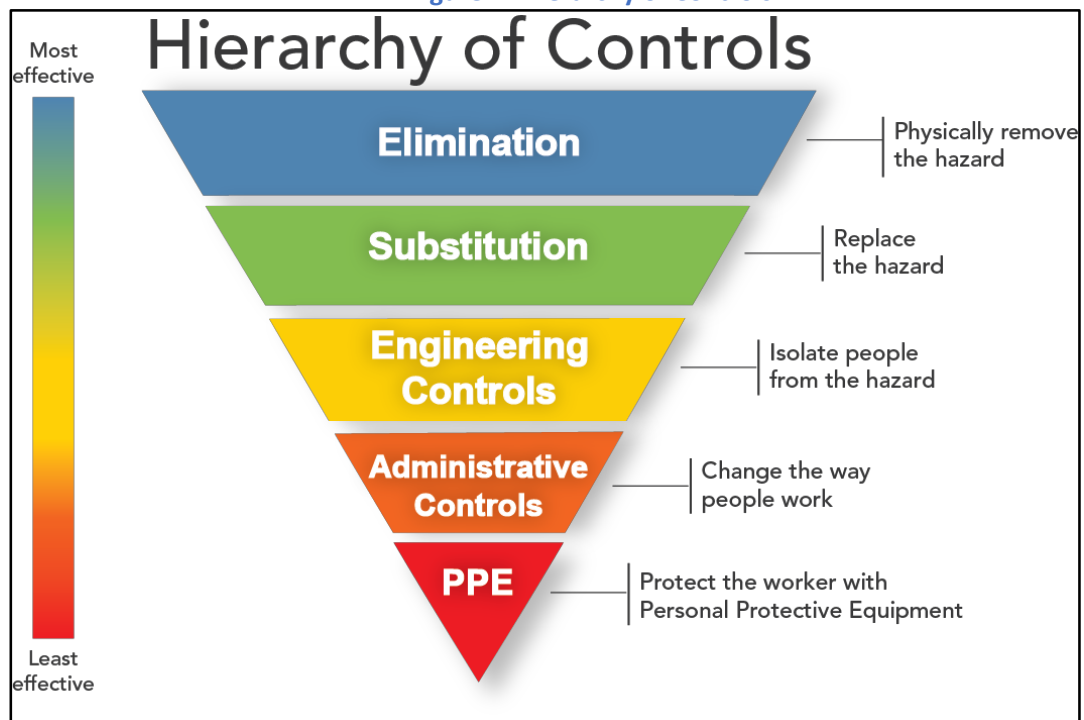 Hierarchy of Controls
Most
effective
Elimination
Physically remove
the hazard
Substitution
Replace
the hazard
Engineering
Controls
Isolate people
from the hazard
Administrative
Controls
Change the way
people work
PPE
Protect the worker with
Personal Protective Equipment
Least
effective